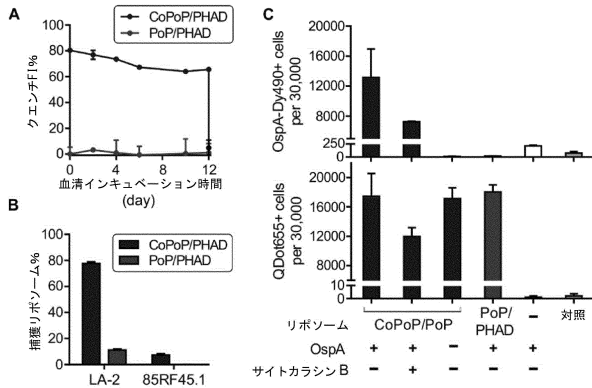 A
CoPoP/PHAD
PoP/PHAD
クエンチFI%
100
80
60
40
20
0
0 4 8 12
血清インキュベーション時間
(day)
B
CoPoP/PHAD
PoP/PHAD
捕獲リポソーム%
100
80
60
40
20
0
LA-2 85RF45.1
C
OspA-Dy490+ cells
per 30,000
16000
12000
8000
4000
250
0
QDot655+ cells
per 30,000
20000
16000
12000
8000
10
0
リポソーム CoPoP/PoP PoP/
PHAD − 対照
OspA + + − + +
サイトカラシンB − + − − −